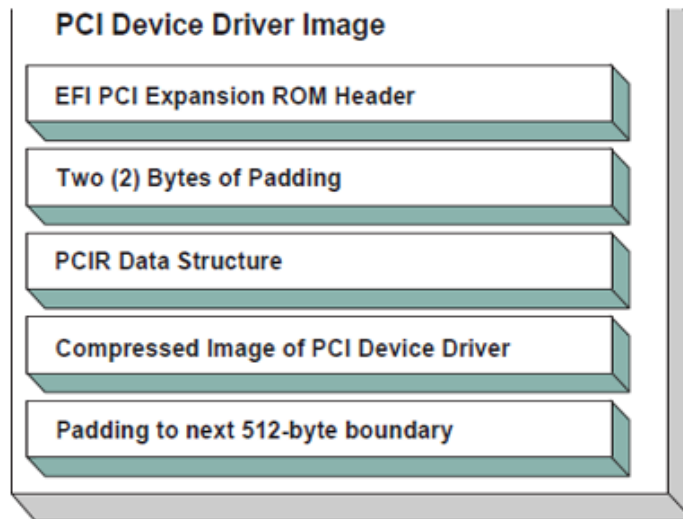 PCI Device Driver Image
EFI PCI Expansion ROM Header
Two (2) Bytes of Padding
PCIR Data Structure
Compressed Image of PCI Device Driver
Padding to next 512-byte boundary